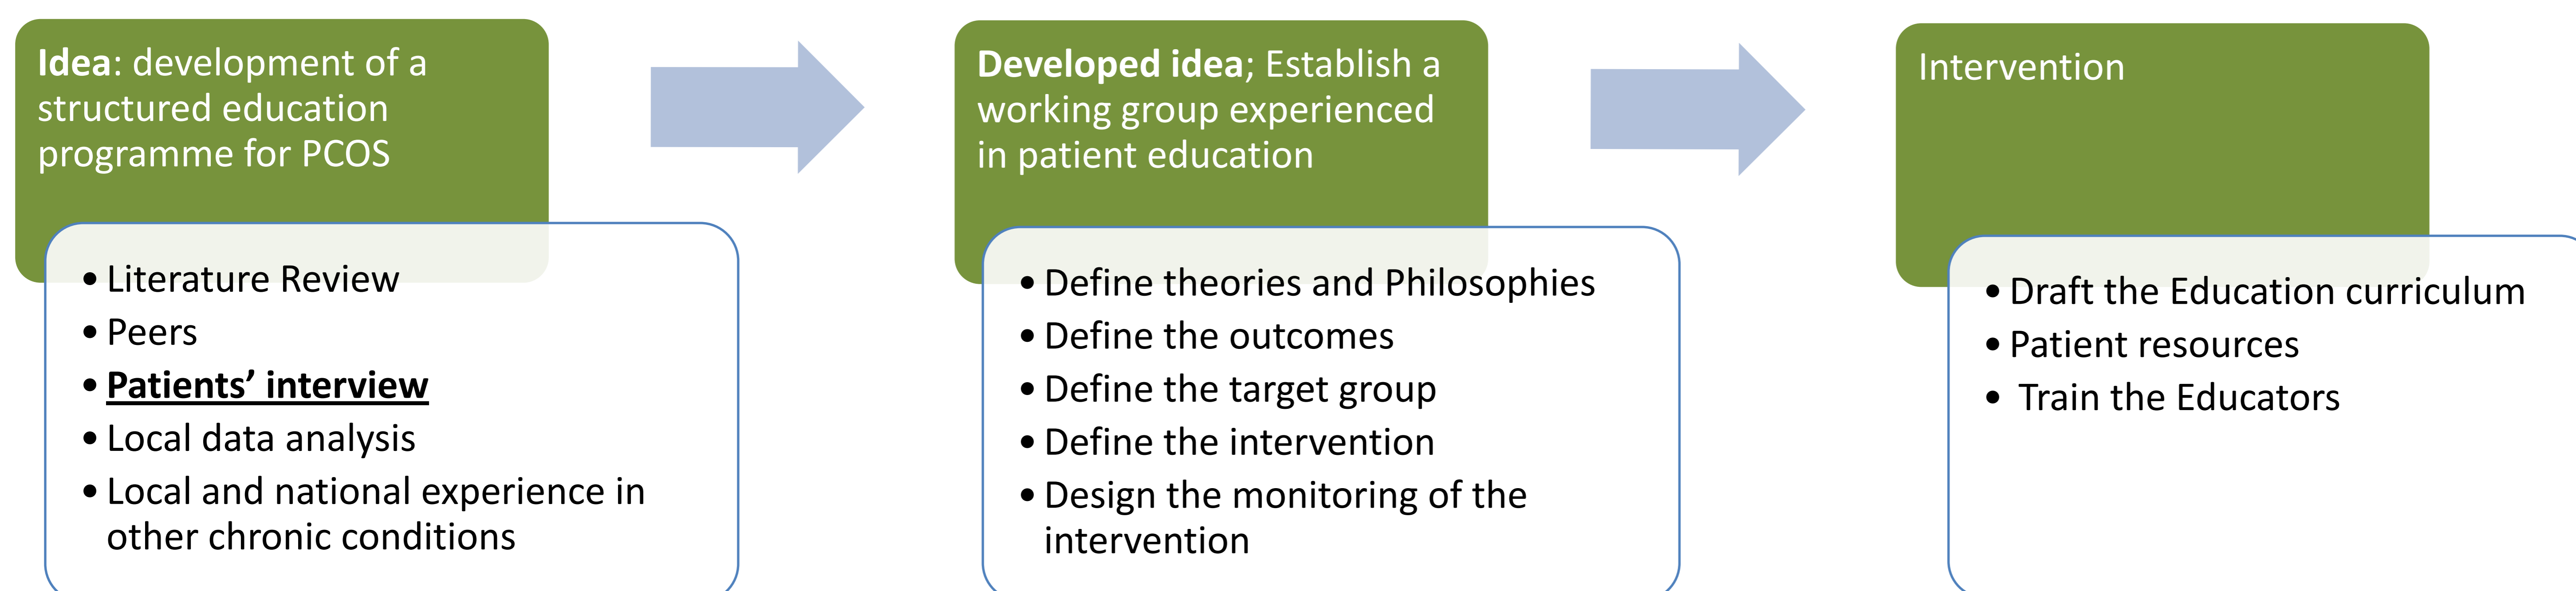 Idea: development of a
structured education
programme for PCOS
• Literature Review
• Peers
• Patients’ interview
• Local data analysis
• Local and national experience in
other chronic conditions
Developed idea; Establish a
working group experienced
in patient education
• Define theories and Philosophies
• Define the outcomes
• Define the target group
• Define the intervention
• Design the monitoring of the
intervention
Intervention
• Draft the Education curriculum
• Patient resources
• Train the Educators